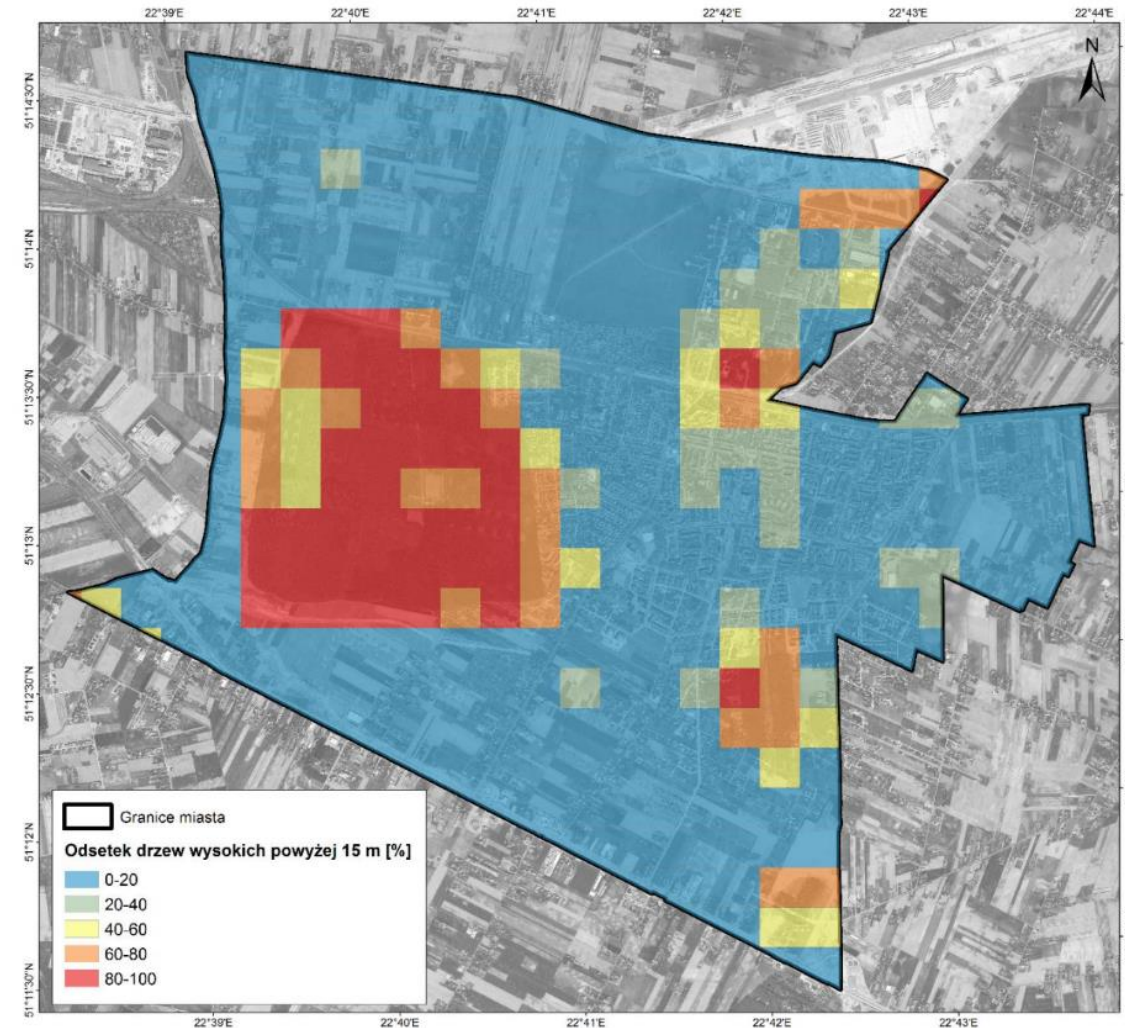 22°39'E 22°40'E 22°41'E 22°42'E 22°43'E 22°44'E
N
51°14'30"N
51°14'N
51°13'30"N
51°13'N
51°12'30"N
51°12'N
51°11'30"N
Granice miasta
Odsetek drzew wysokich powyżej 15 m [%]
0-20
20-40
40-60
60-80
80-100
22°39'E 22°40'E 22°41'E 22°42'E 22°43'E